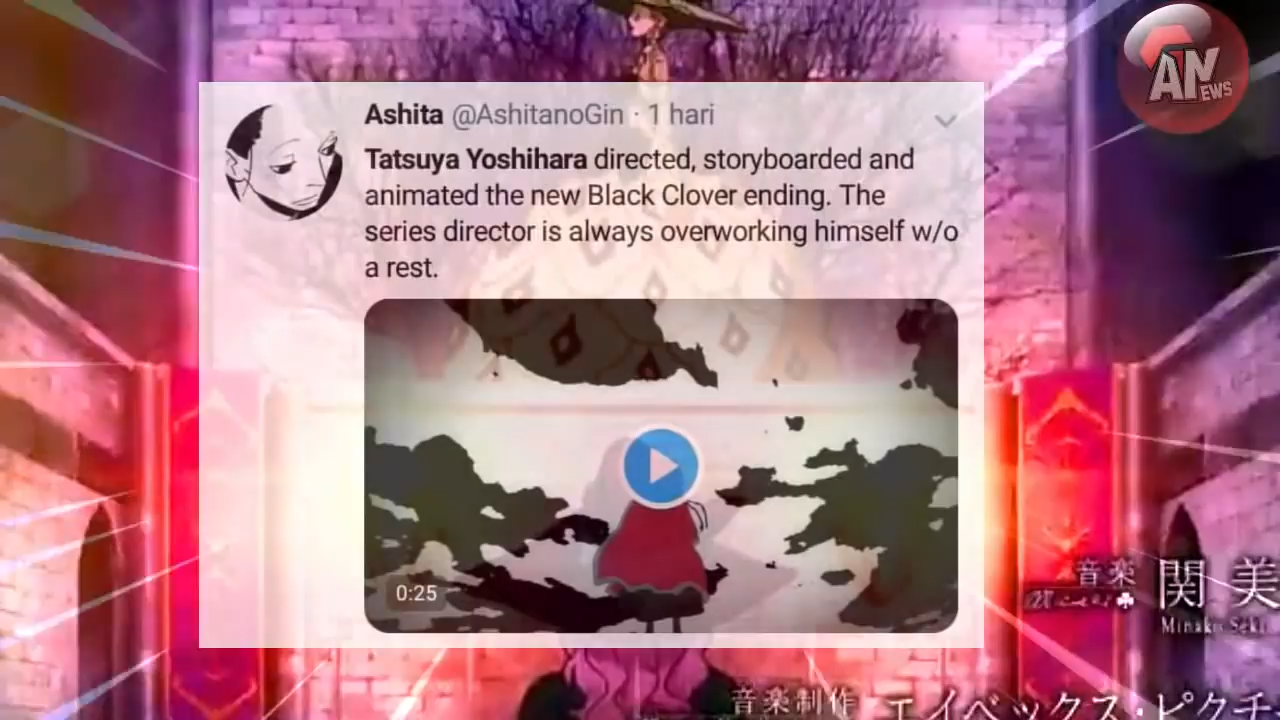 AN
EWS
Ashita @AshitanoGin · 1 hari
Tatsuya Yoshihara directed, storyboarded and
animated the new Black Clover ending. The
series director is always overworking himself w/o
a rest.
0:25
音楽 関 美
Music
Minako Seki
音楽制作 エイベックス・ピクチ